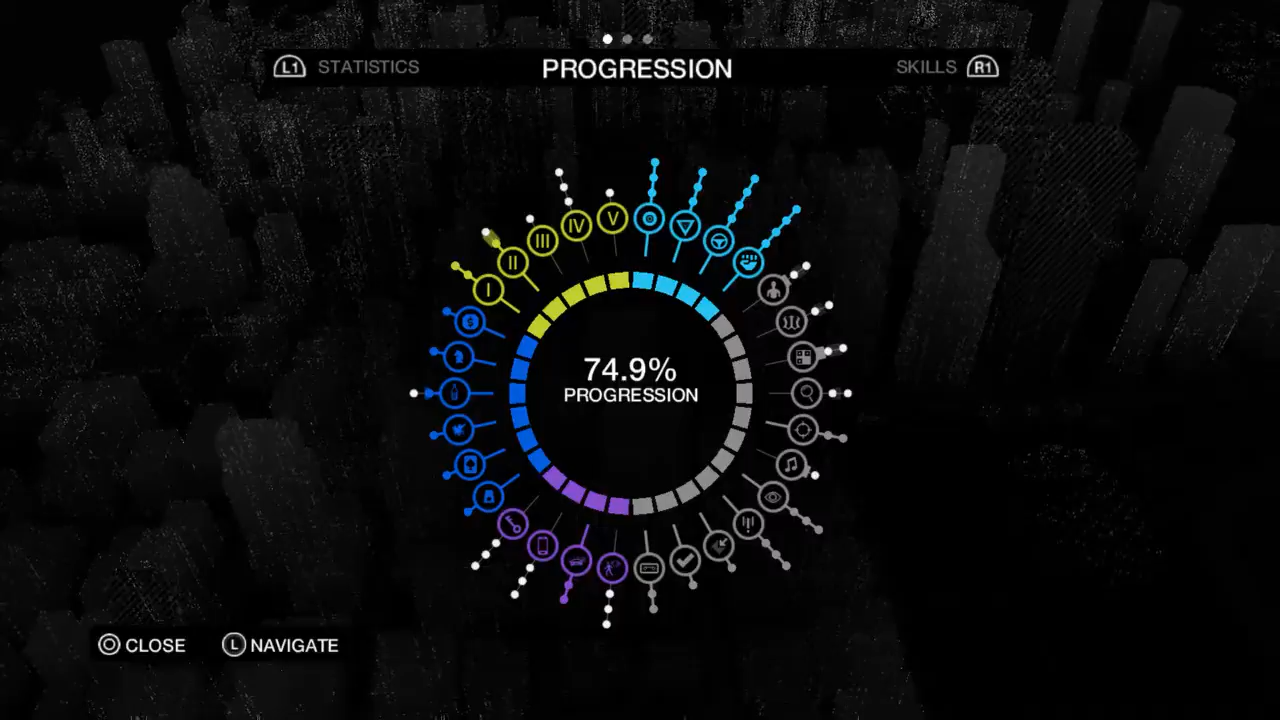 L1 STATISTICS PROGRESSION SKILLS R1
I II III IV V
74.9%
PROGRESSION
CLOSE L NAVIGATE